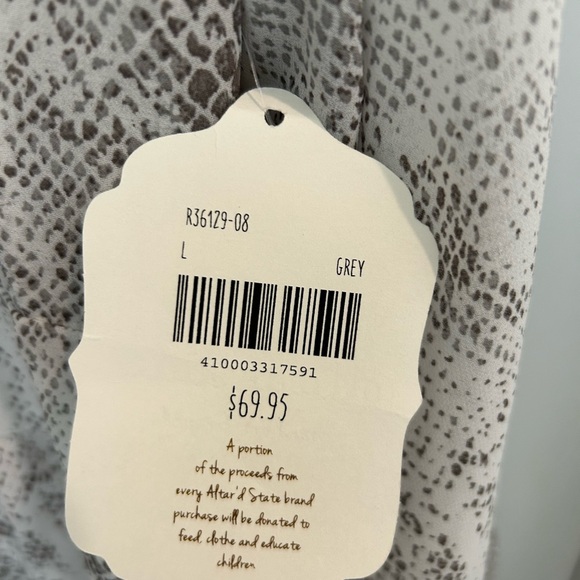 R36129-08
L
GREY
410003317591
$69.95
A portion
of the proceeds from
every Altar'd State brand
purchase will be donated to
feed, clothe and educate
children.